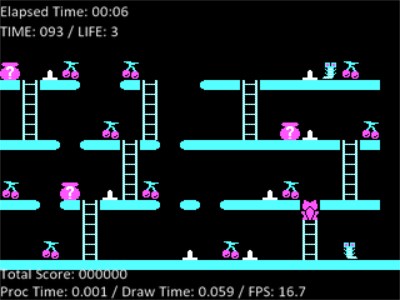 Elapsed Time: 00:06
TIME: 093 / LIFE: 3
?
?
?
Total Score: 000000
Proc Time: 0.001 / Draw Time: 0.059 / FPS: 16.7